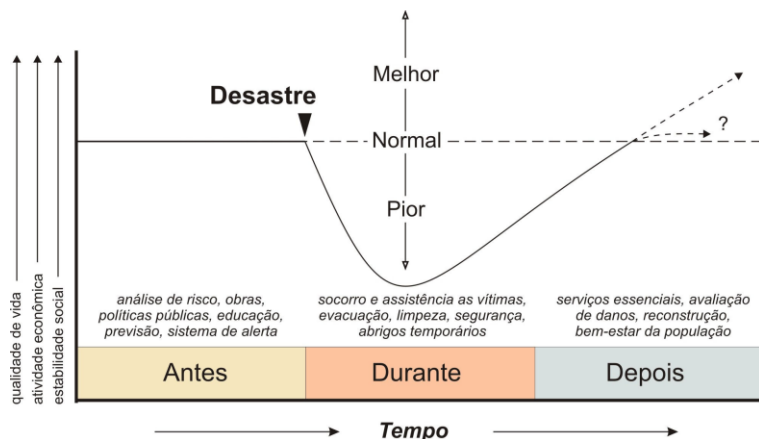 Melhor
Desastre
Normal
?
Pior
qualidade de vida
atividade econômica
estabilidade social
análise de risco, obras,
políticas públicas, educação,
previsão, sistema de alerta
socorro e assistência as vítimas,
evacuação, limpeza, segurança,
abrigos temporários
serviços essenciais, avaliação
de danos, reconstrução,
bem-estar da população
Antes
Durante
Depois
Tempo